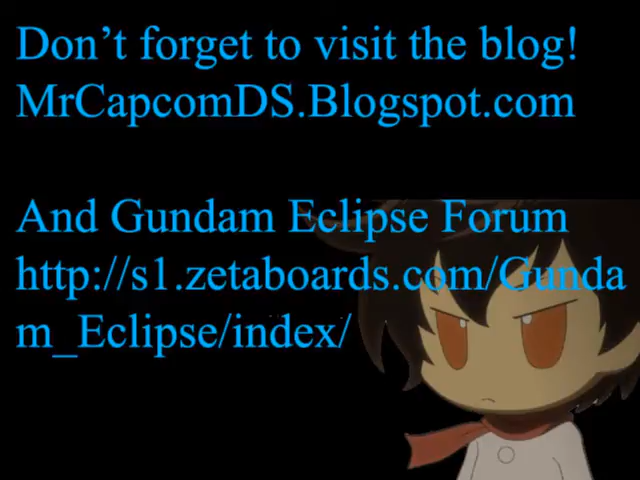 Don't forget to visit the blog!
MrCapcomDS.Blogspot.com
And Gundam Eclipse Forum
http://s1.zetaboards.com/Gunda
m_Eclipse/index/